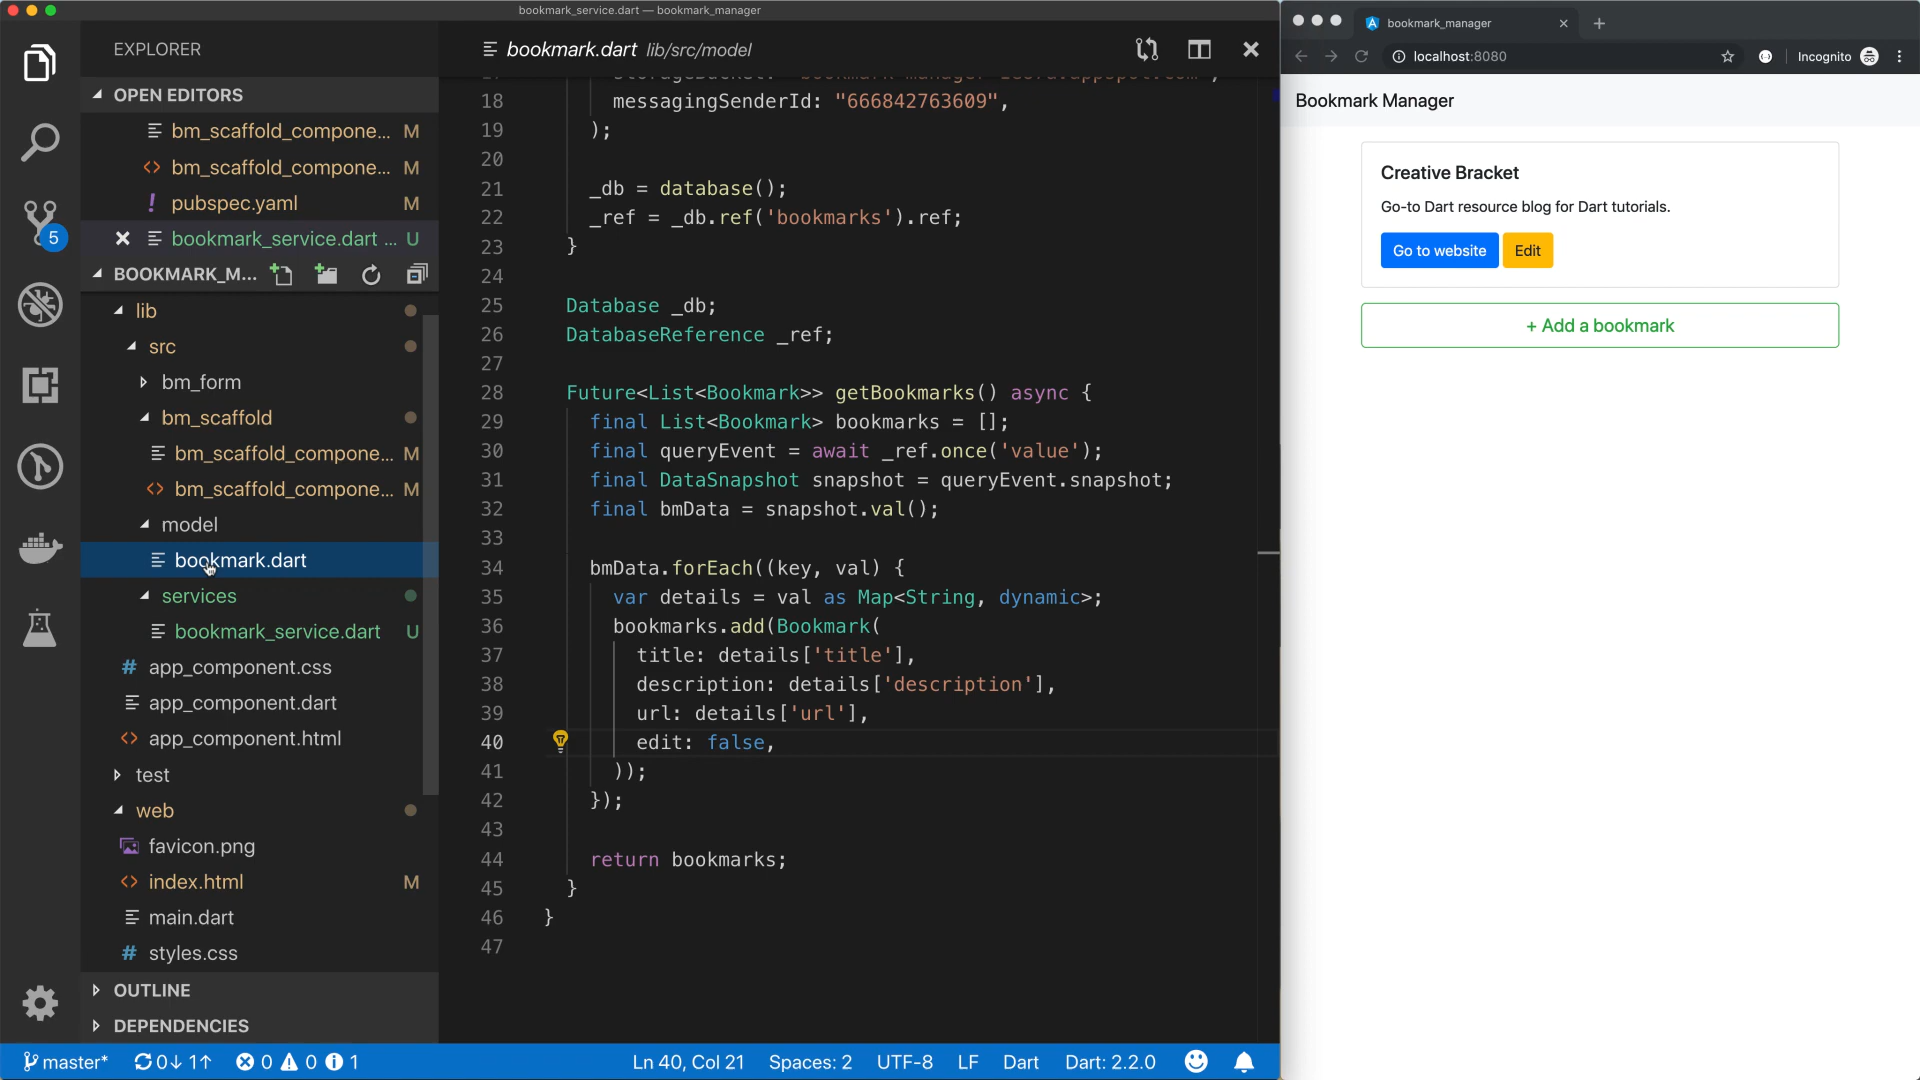 bookmark_service.dart — bookmark_manager
EXPLORER
OPEN EDITORS
bm_scaffold_compone... M
bm_scaffold_compone... M
pubspec.yaml M
bookmark_service.dart ... U
BOOKMARK_M...
lib
src
bm_form
bm_scaffold
bm_scaffold_compone... M
bm_scaffold_compone... M
model
bookmark.dart
services
bookmark_service.dart U
app_component.css
app_component.dart
app_component.html
test
web
favicon.png
index.html M
main.dart
styles.css
OUTLINE
DEPENDENCIES
5
bookmark.dart lib/src/model
18 messagingSenderId: "666842763609",
19 );
20
21 _db = database();
22 _ref = _db.ref('bookmarks').ref;
23 }
24
25 Database _db;
26 DatabaseReference _ref;
27
28 Future<List<Bookmark>> getBookmarks() async {
29 final List<Bookmark> bookmarks = [];
30 final queryEvent = await _ref.once('value');
31 final DataSnapshot snapshot = queryEvent.snapshot;
32 final bmData = snapshot.val();
33
34 bmData.forEach((key, val) {
35 var details = val as Map<String, dynamic>;
36 bookmarks.add(Bookmark(
37 title: details['title'],
38 description: details['description'],
39 url: details['url'],
40 edit: false,
41 ));
42 });
43
44 return bookmarks;
45 }
46 }
47
master* 0↓ 1↑ 0 0 1 Ln 40, Col 21 Spaces: 2 UTF-8 LF Dart Dart: 2.2.0
bookmark_manager
localhost:8080 Incognito
Bookmark Manager
Creative Bracket
Go-to Dart resource blog for Dart tutorials.
Go to website Edit
+ Add a bookmark